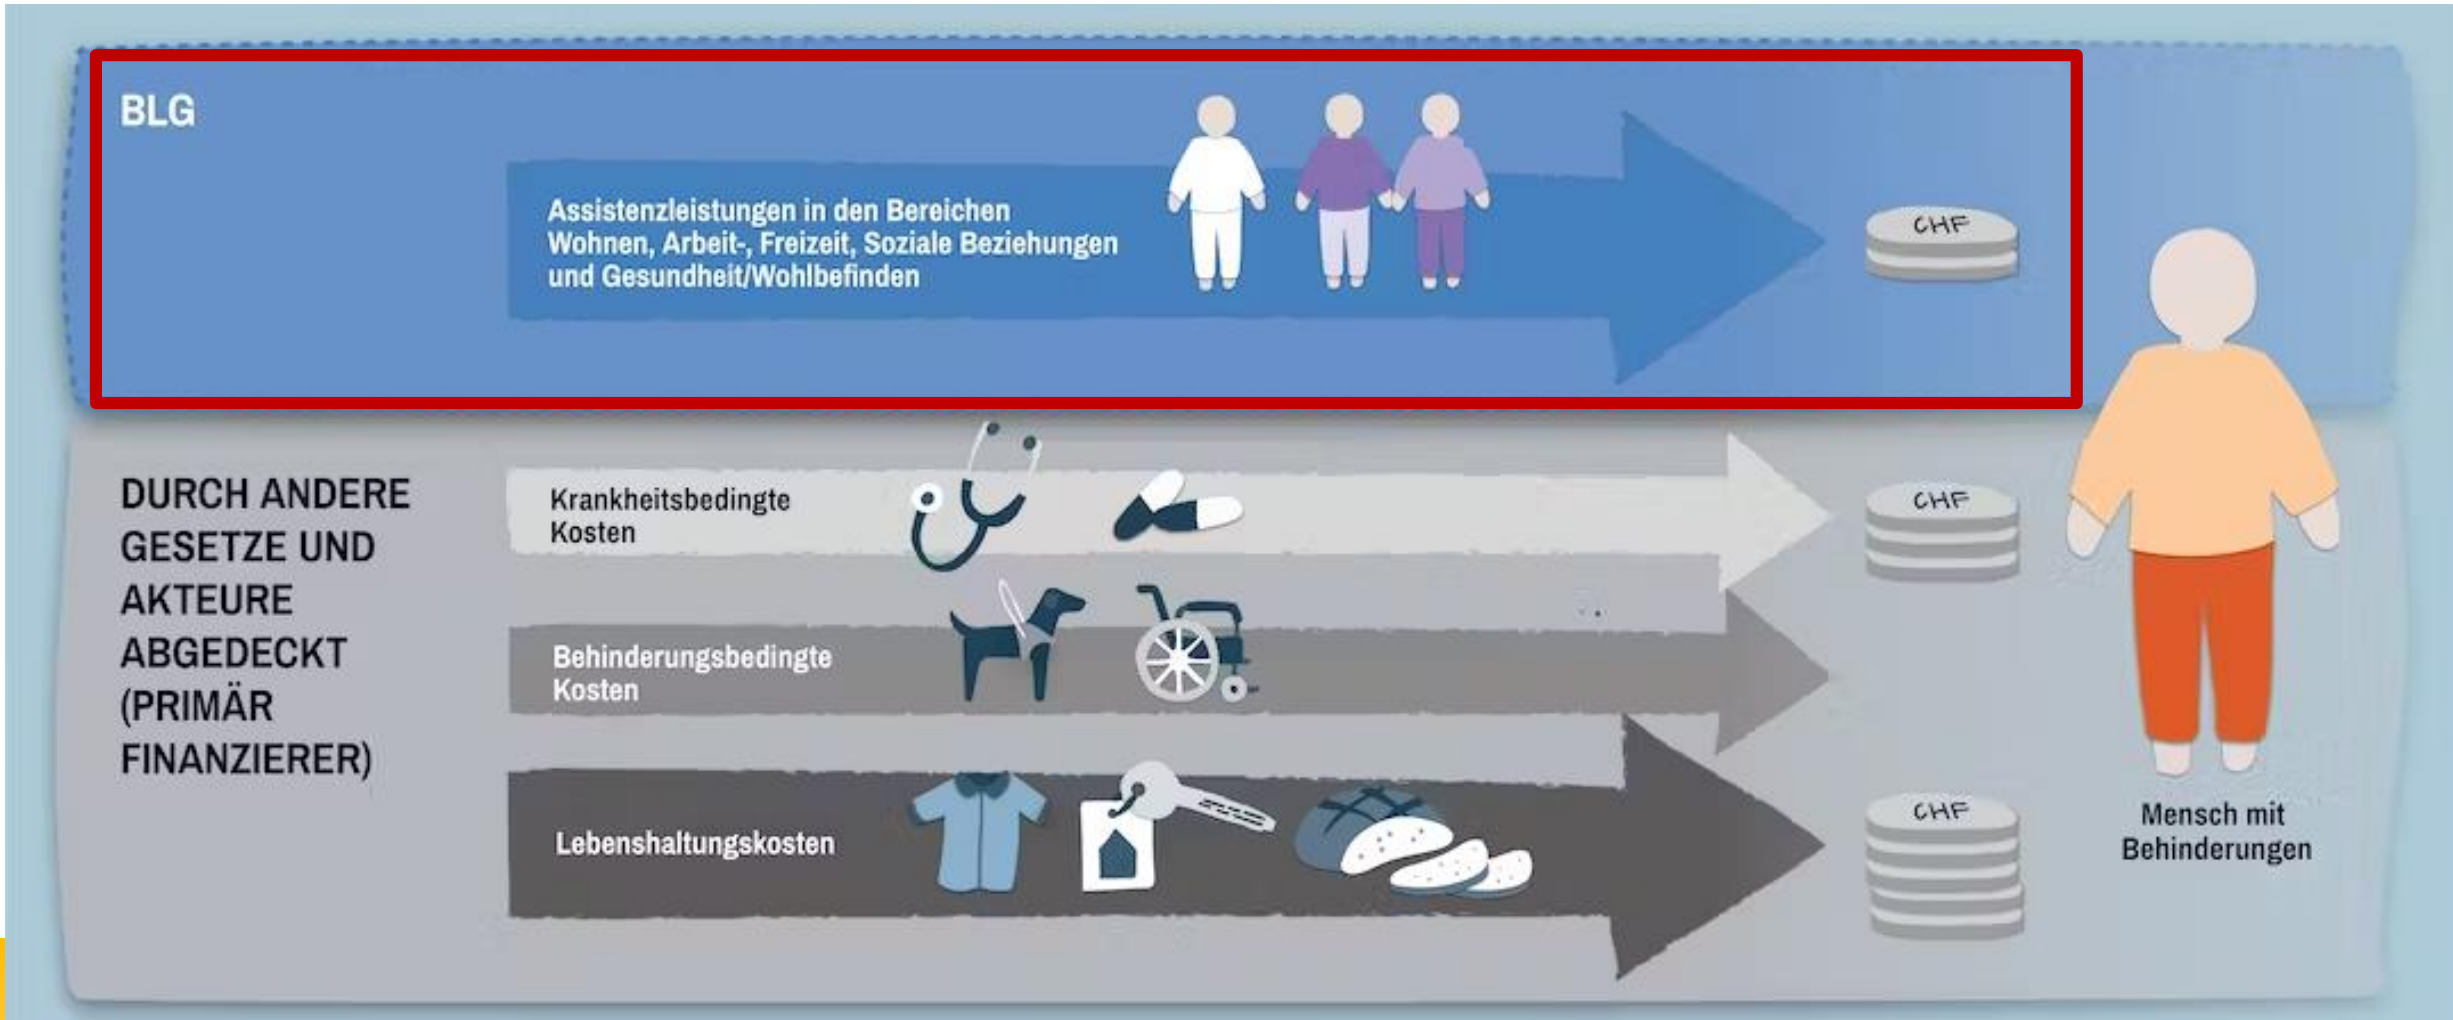 BLG
Assistenzleistungen in den Bereichen
Wohnen, Arbeit-, Freizeit, Soziale Beziehungen
und Gesundheit/Wohlbefinden
CHF
DURCH ANDERE
GESETZE UND
AKTEURE
ABGEDECKT
(PRIMÄR
FINANZIERER)
Krankheitsbedingte
Kosten
CHF
Behinderungsbedingte
Kosten
Lebenshaltungskosten
CHF
Mensch mit
Behinderungen